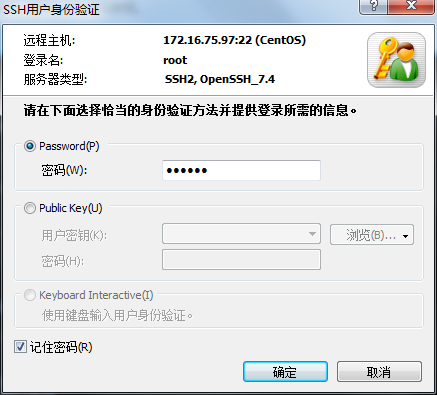 SSH用户身份验证
远程主机: 172.16.75.97:22 (CentOS)
登录名: root
服务器类型: SSH2, OpenSSH_7.4
请在下面选择恰当的身份验证方法并提供登录所需的信息。
Password(P)
密码(W): ●●●●●●
Public Key(U)
用户密钥(K): 浏览(B)...
密码(H):
Keyboard Interactive(I)
使用键盘输入用户身份验证。
记住密码(R)
确定 取消